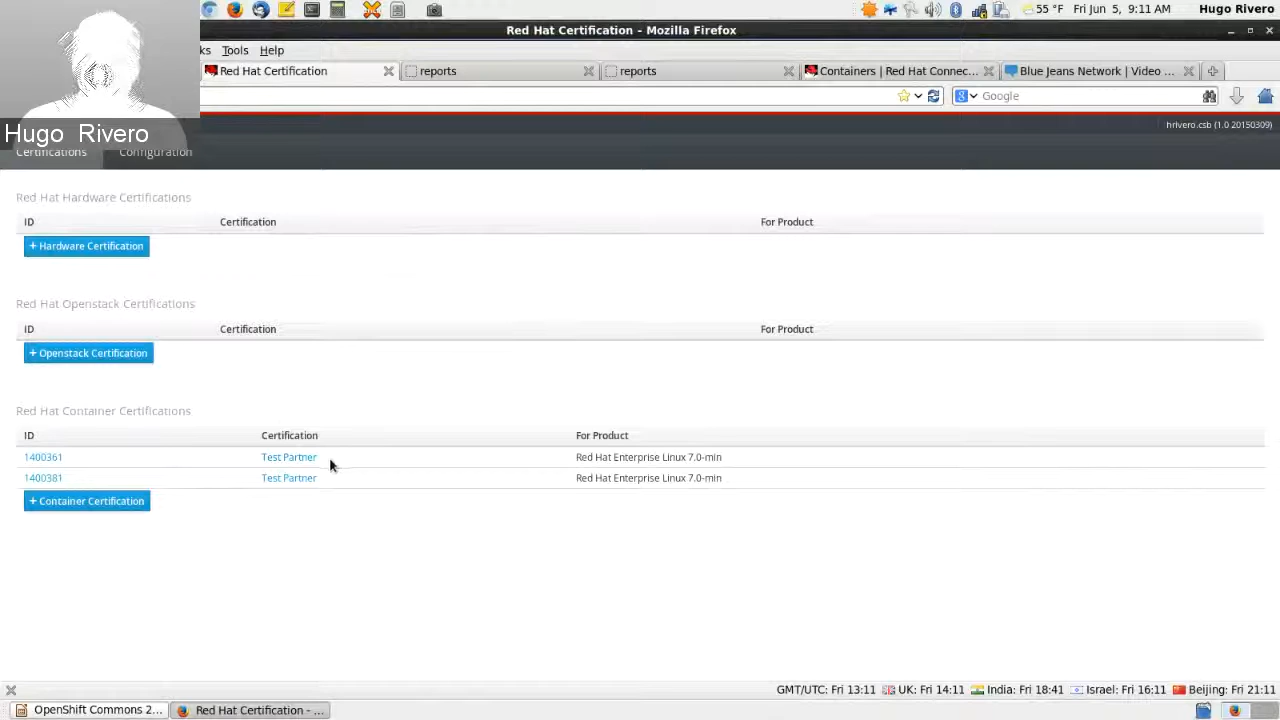 55 °F Fri Jun 5, 9:11 AM Hugo Rivero
Red Hat Certification - Mozilla Firefox
ks Tools Help
Red Hat Certification reports reports Containers | Red Hat Connec... Blue Jeans Network | Video ...
Google
Hugo Rivero
hrivero.csb (1.0 20150309)
Certifications Configuration
Red Hat Hardware Certifications
ID Certification For Product
+ Hardware Certification
Red Hat Openstack Certifications
ID Certification For Product
+ Openstack Certification
Red Hat Container Certifications
ID Certification For Product
1400361 Test Partner Red Hat Enterprise Linux 7.0-min
1400381 Test Partner Red Hat Enterprise Linux 7.0-min
+ Container Certification
GMT/UTC: Fri 13:11 UK: Fri 14:11 India: Fri 18:41 Israel: Fri 16:11 Beijing: Fri 21:11
OpenShift Commons 2... Red Hat Certification - ...